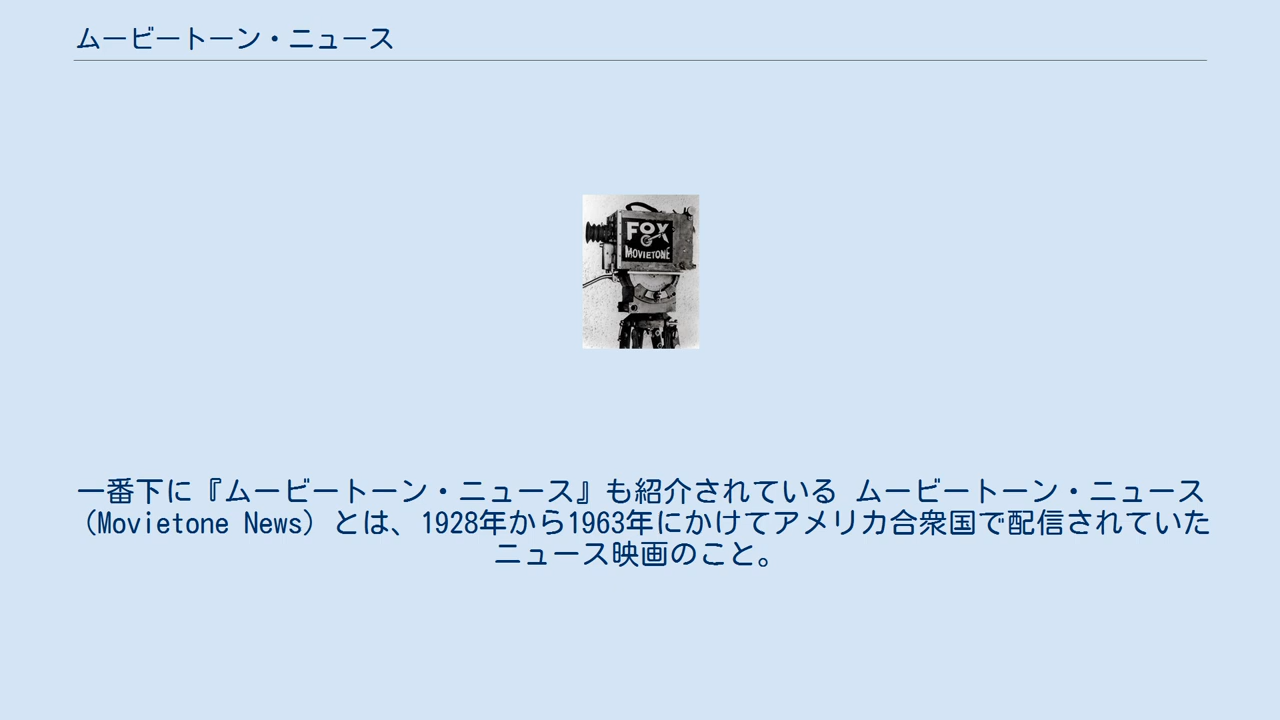 ムービートーン・ニュース
FOX
MOVIETONE
一番下に『ムービートーン・ニュース』も紹介されている ムービートーン・ニュース
（Movietone News）とは、1928年から1963年にかけてアメリカ合衆国で配信されていた
ニュース映画のこと。